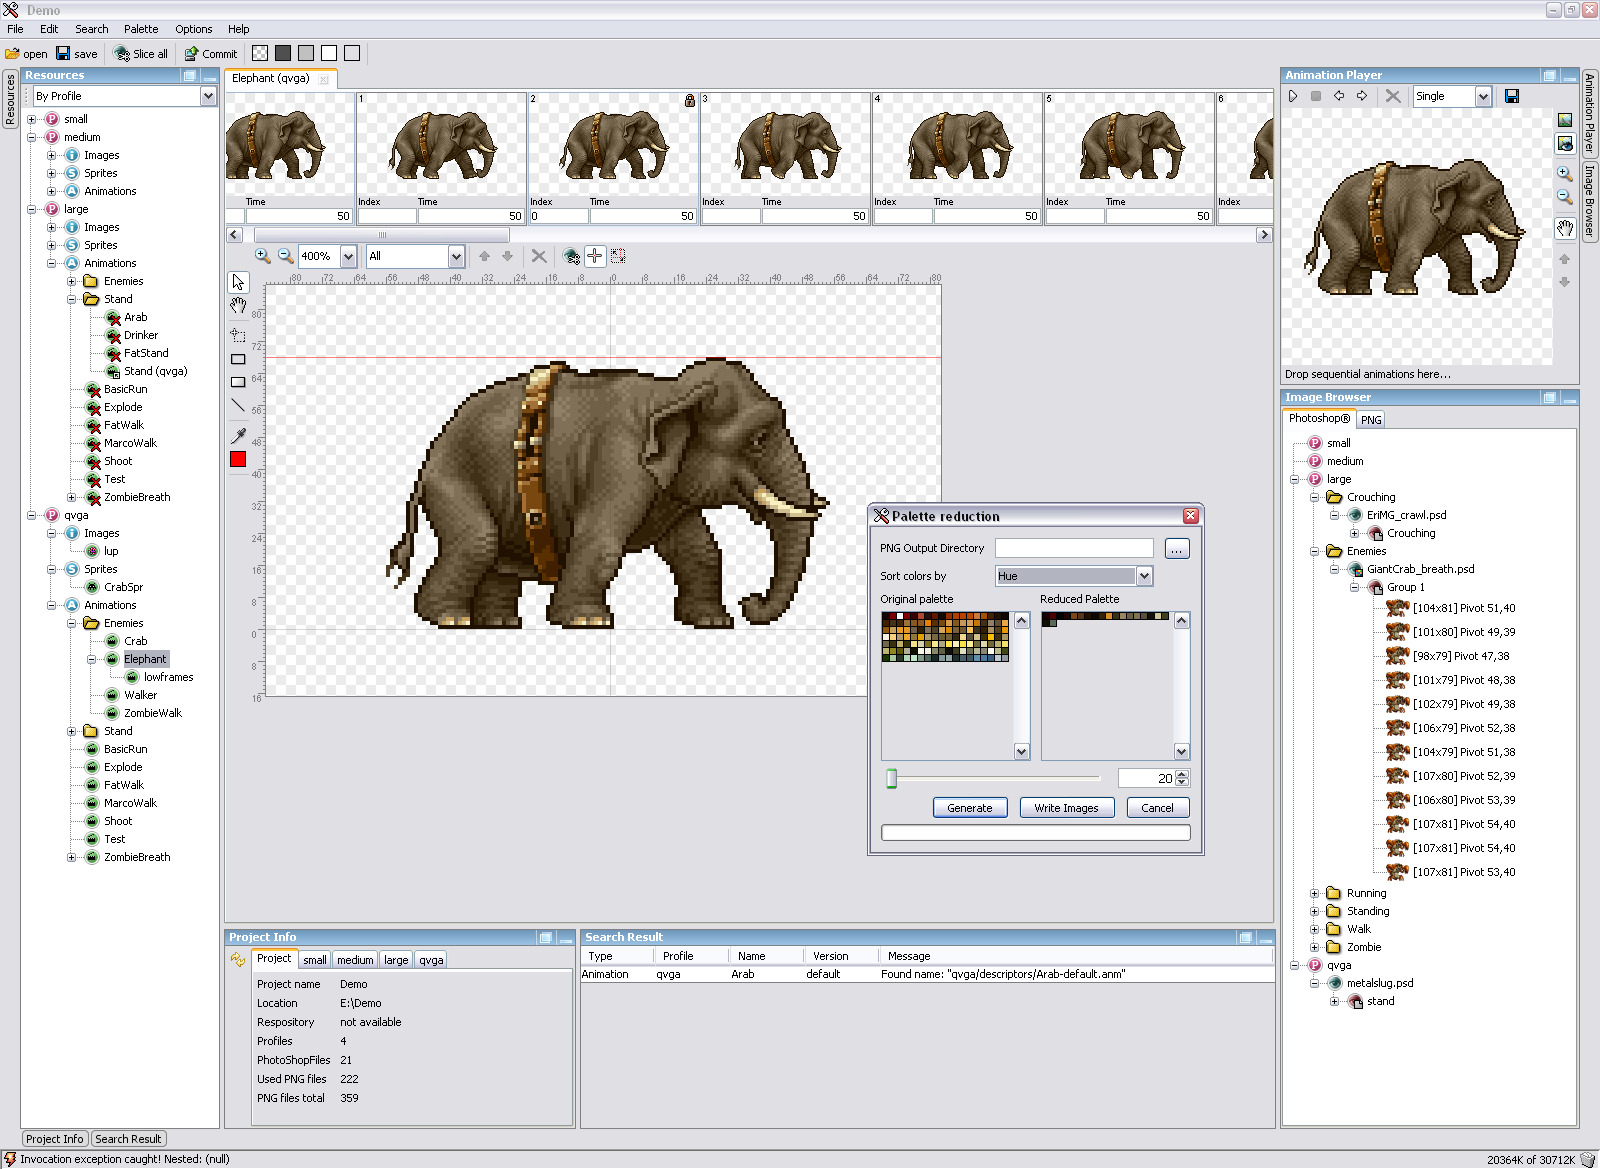 Demo
File Edit Search Palette Options Help
open save Slice all Commit
Resources
Resources
By Profile
small
medium
Images
Sprites
Animations
large
Images
Sprites
Animations
Enemies
Stand
Arab
Drinker
FatStand
Stand (qvga)
BasicRun
Explode
FatWalk
MarcoWalk
Shoot
Test
ZombieBreath
qvga
Images
lup
Sprites
CrabSpr
Animations
Enemies
Crab
Elephant
lowframes
Walker
ZombieWalk
Stand
BasicRun
Explode
FatWalk
MarcoWalk
Shoot
Test
ZombieBreath
Elephant (qvga)
1 2 3 4 5 6
Time Index Time Index Time Index Time Index Time Index Time Index
50 50 0 50 50 50 50
400% All
80 72 64 56 48 40 32 24 16 8 0 8 16 24 32 40 48 56 64 72 80
80
72
64
56
48
40
32
24
16
8
0
8
16
Palette reduction
PNG Output Directory ...
Sort colors by Hue
Original palette Reduced Palette
20
Generate Write Images Cancel
Animation Player
Single
Drop sequential animations here...
Animation Player
Image Browser
Image Browser
Photoshop® PNG
small
medium
large
Crouching
EriMG_crawl.psd
Crouching
Enemies
GiantCrab_breath.psd
Group 1
[104x81] Pivot 51,40
[101x80] Pivot 49,39
[98x79] Pivot 47,38
[101x79] Pivot 48,38
[102x79] Pivot 49,38
[106x79] Pivot 52,38
[104x79] Pivot 51,38
[107x80] Pivot 52,39
[106x80] Pivot 53,39
[107x81] Pivot 54,40
[107x81] Pivot 54,40
[107x81] Pivot 53,40
Running
Standing
Walk
Zombie
qvga
metalslug.psd
stand
Project Info
Project small medium large qvga
Project name Demo
Location E:\Demo
Respository not available
Profiles 4
PhotoShopFiles 21
Used PNG files 222
PNG files total 359
Search Result
Type Profile Name Version Message
Animation qvga Arab default Found name: "qvga/descriptors/Arab-default.anm"
Project Info Search Result
Invocation exception caught! Nested: (null)
20364K of 30712K